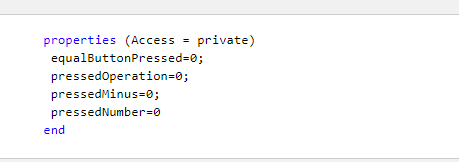 properties (Access = private)
equalButtonPressed=0;
pressedOperation=0;
pressedMinus=0;
pressedNumber=0
end